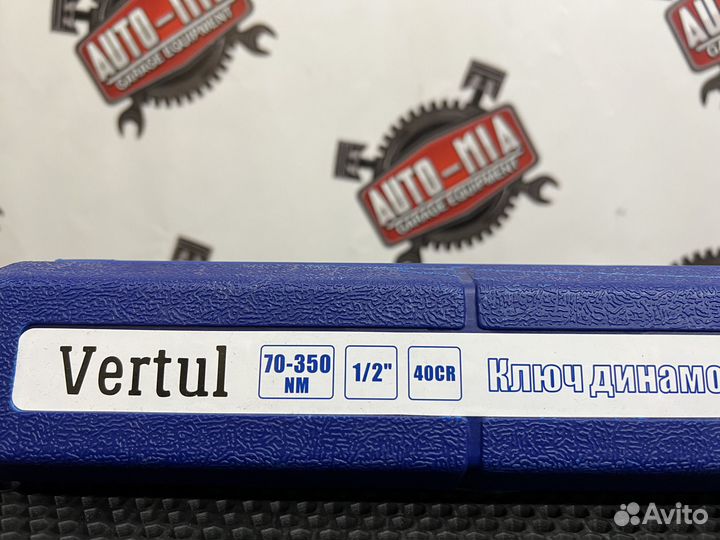 AUTO-MIA
GARAGE EQUIPMENT
AUTO-MIA
GARAGE EQUIPMENT
Vertul
70-350
NM
1/2"
40CR
Ключ динамо
Avito